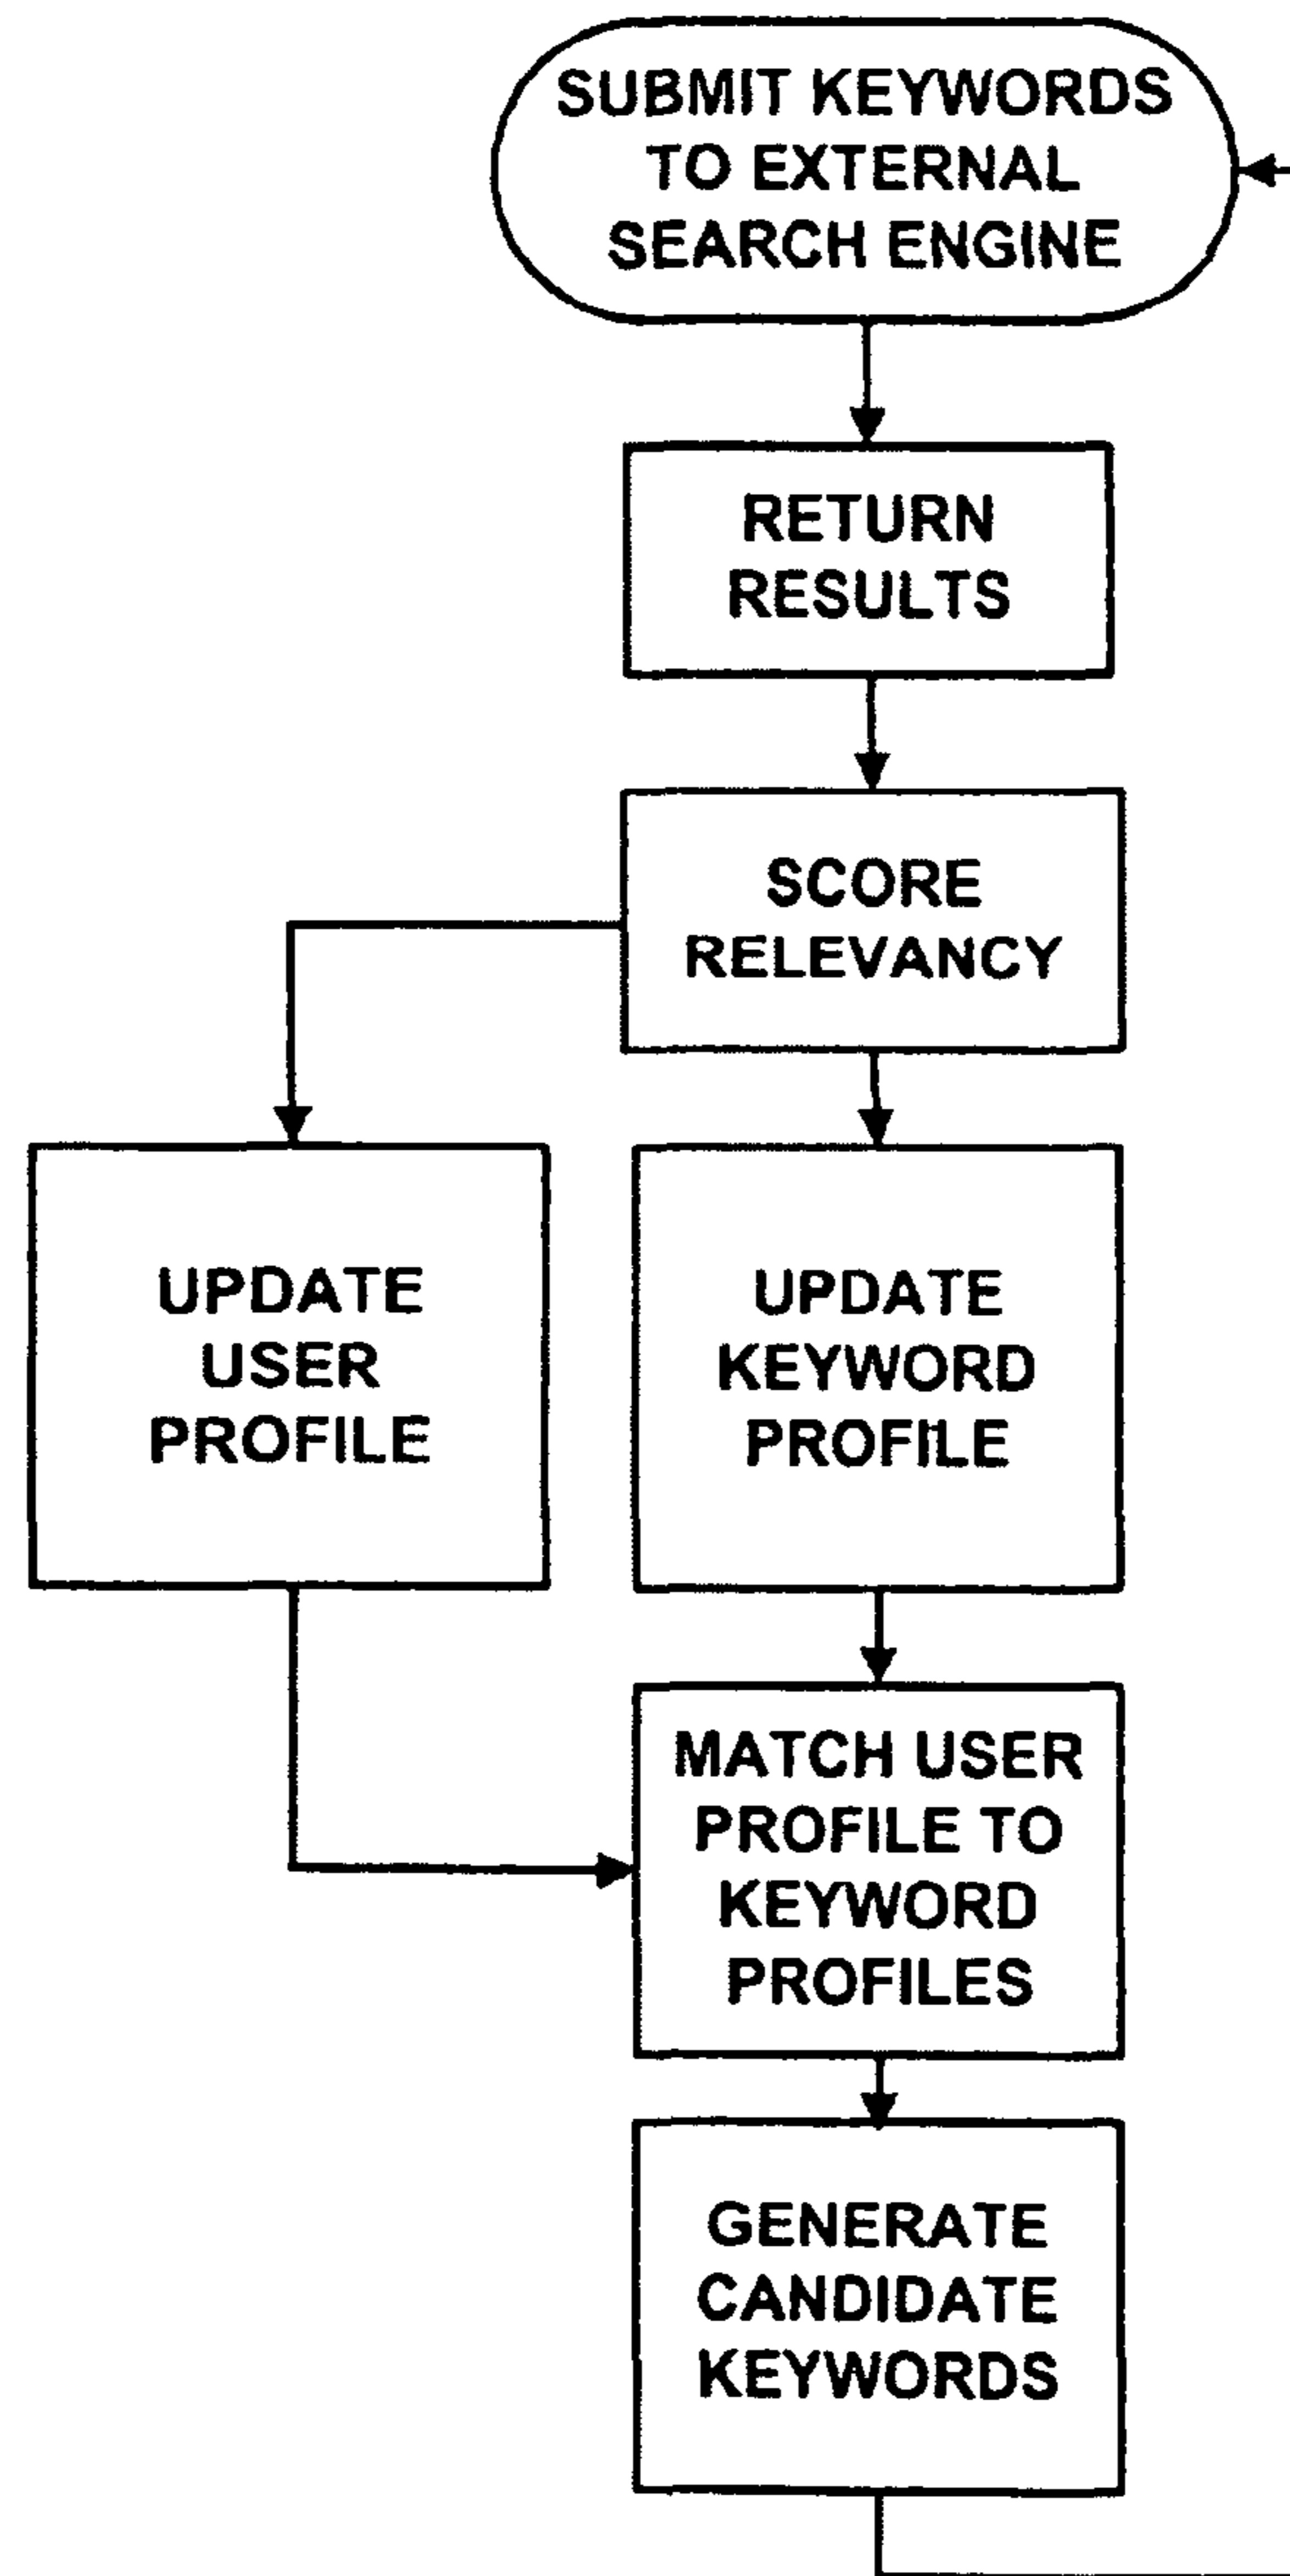 SUBMIT KEYWORDS
TO EXTERNAL
SEARCH ENGINE
RETURN
RESULTS
SCORE
RELEVANCY
UPDATE
USER
PROFILE
UPDATE
KEYWORD
PROFILE
MATCH USER
PROFILE TO
KEYWORD
PROFILES
GENERATE
CANDIDATE
KEYWORDS